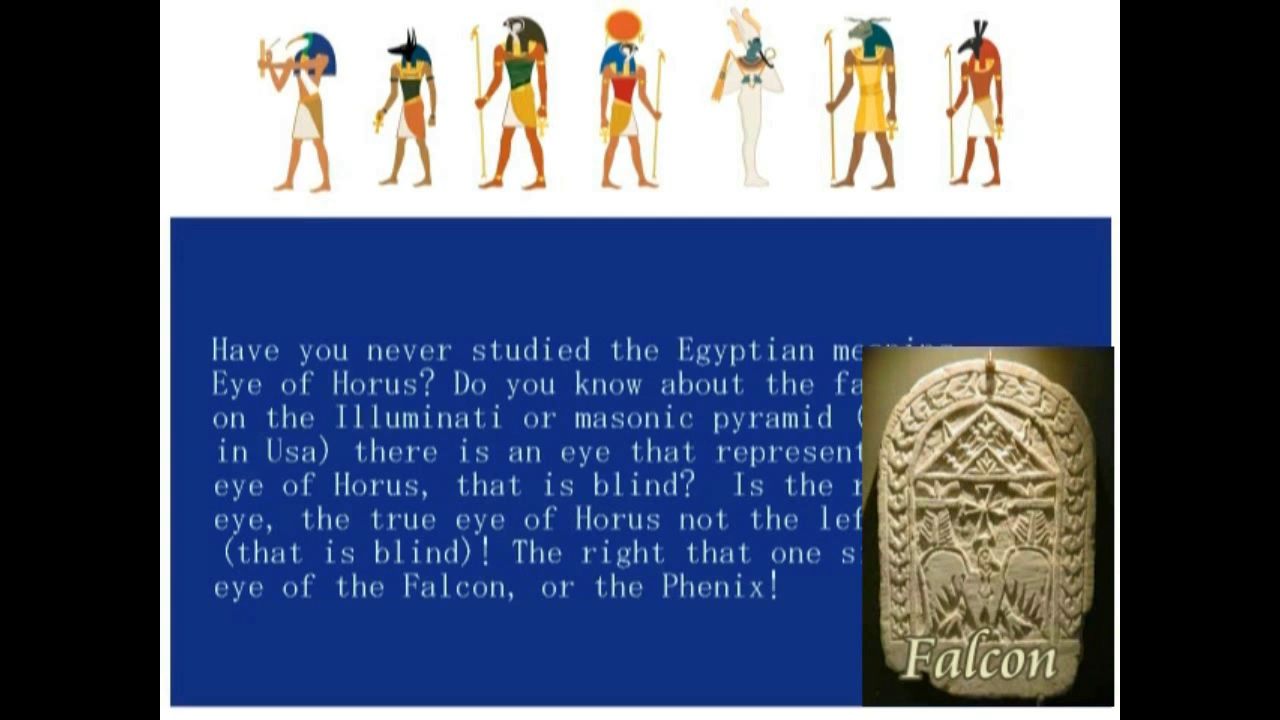 Have you never studied the Egyptian
Eye of Horus? Do you know about the
on the Illuminati or masonic pyramid (
in Usa) there is an eye that represent
eye of Horus, that is blind? Is the
eye, the true eye of Horus not the
(that is blind)! The right that one
eye of the Falcon, or the Phenix!
Falcon